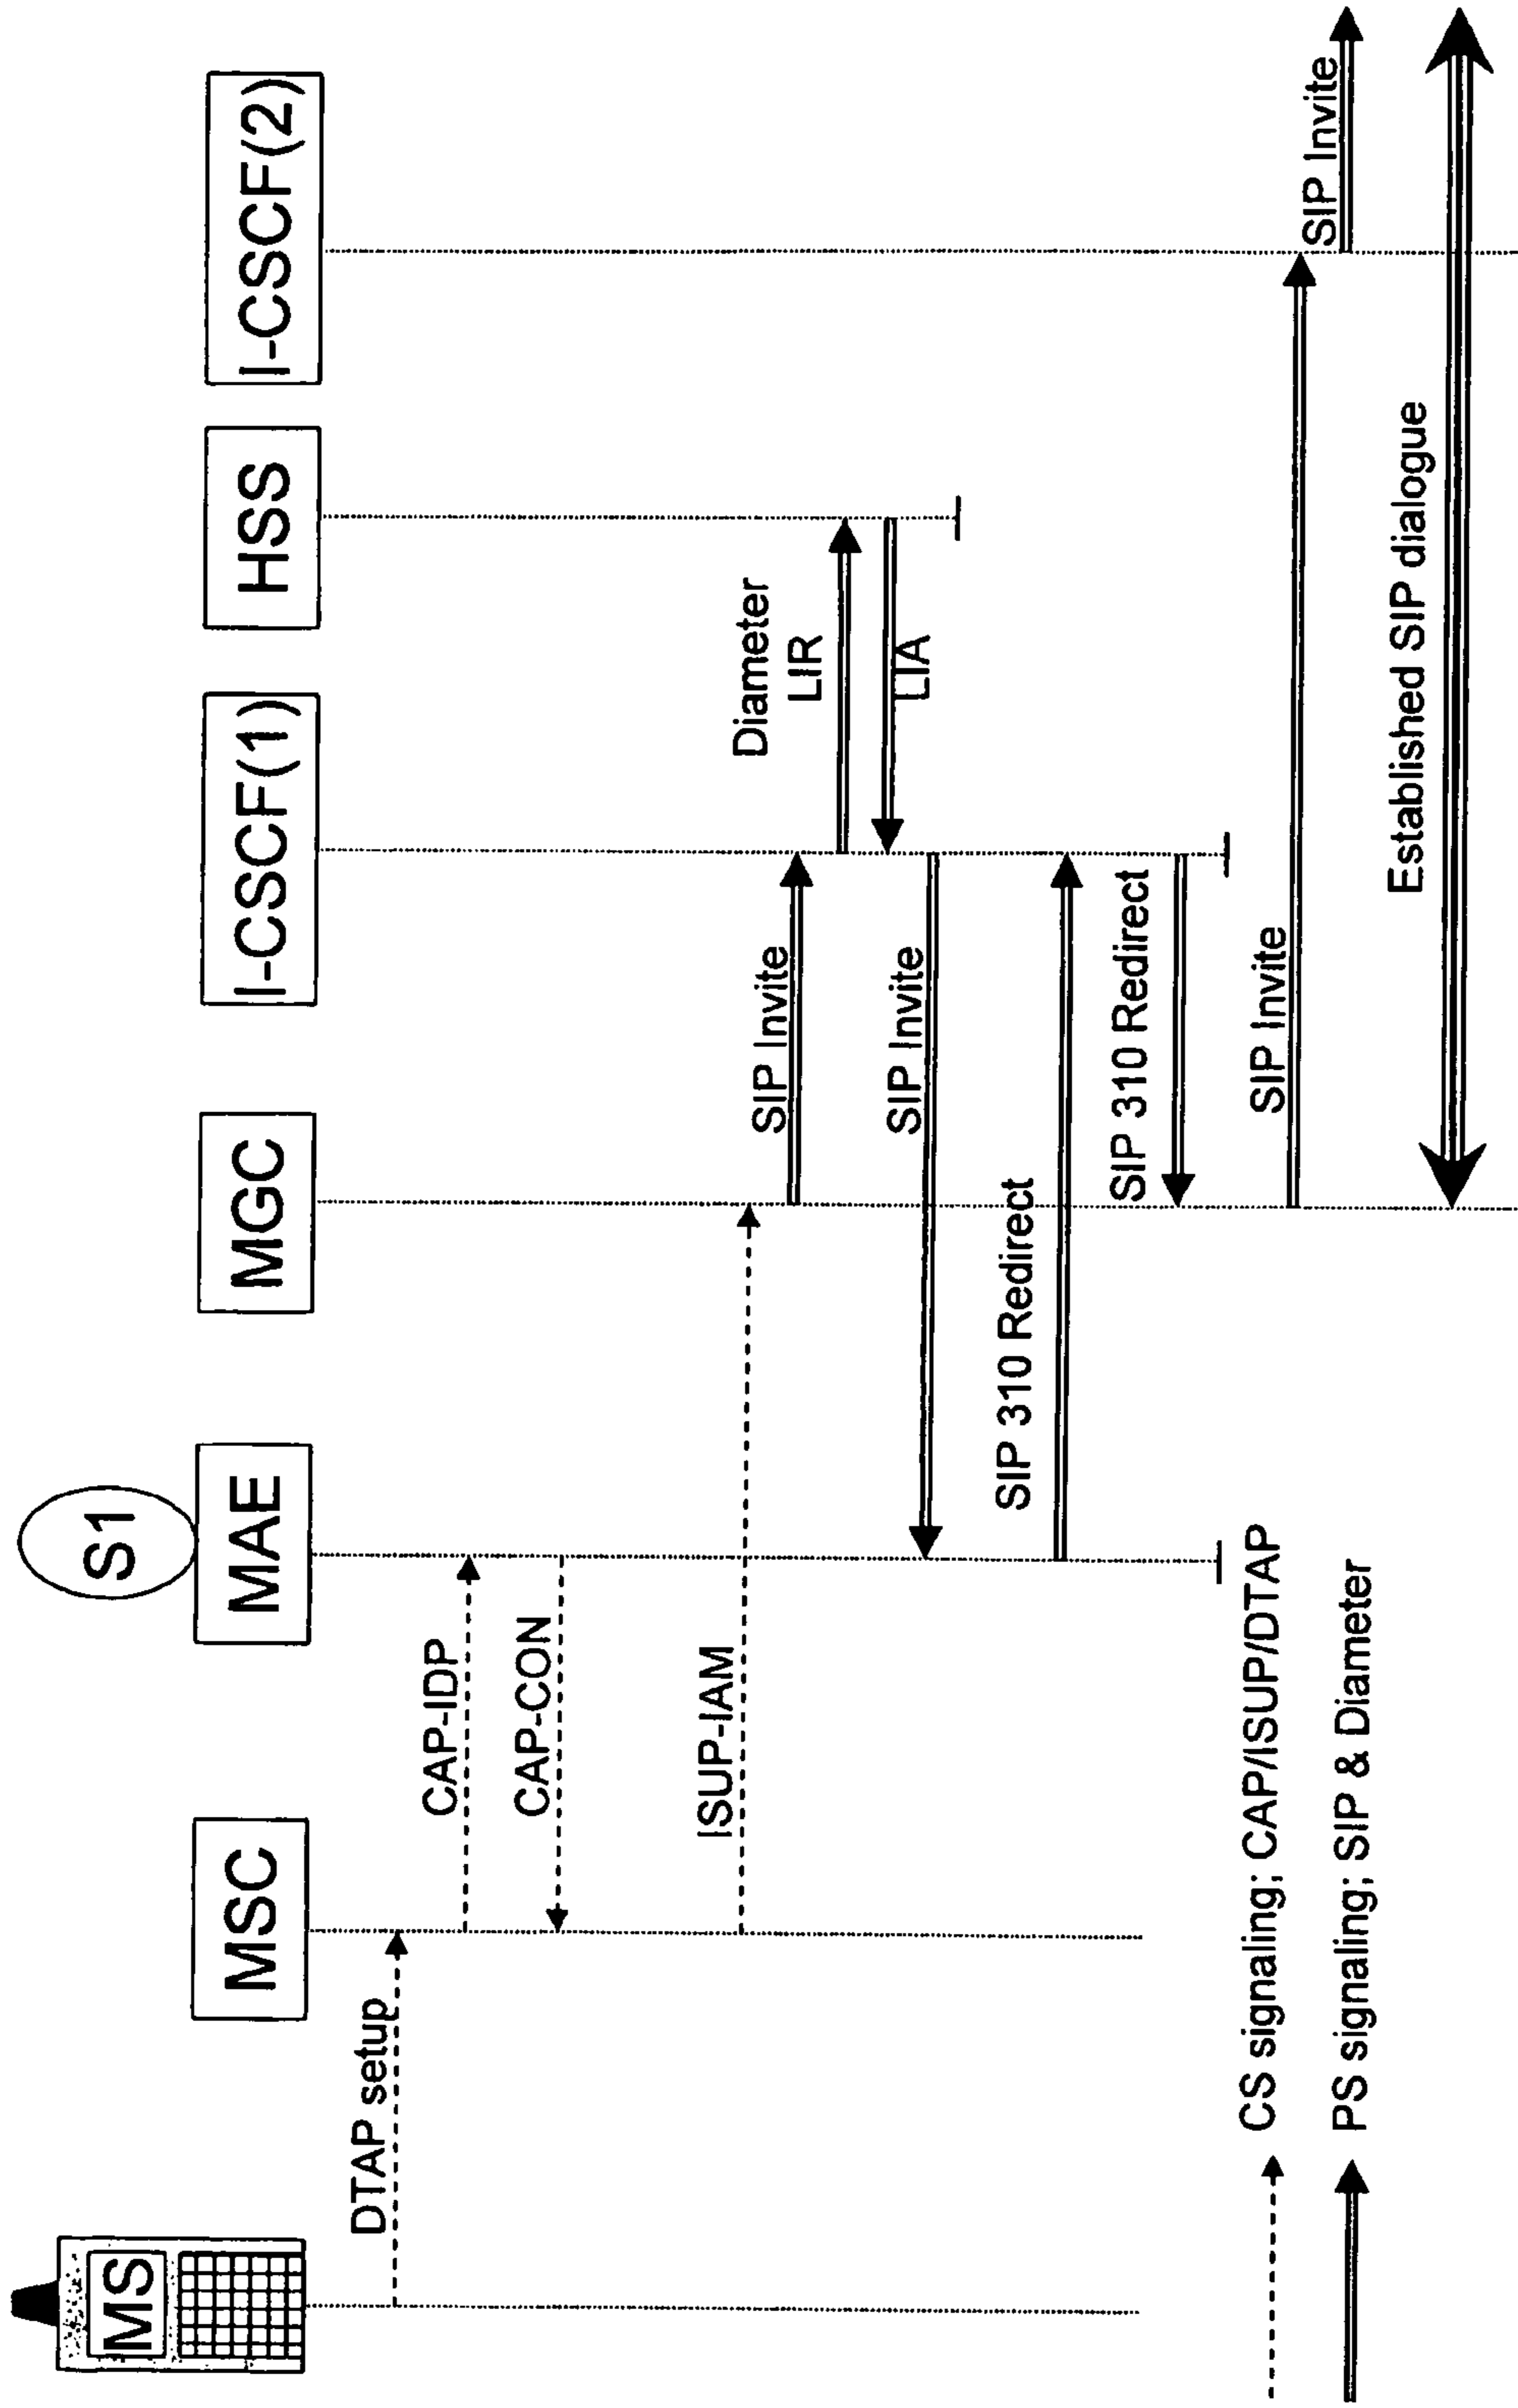 MS
MSC
S1
MAE
MGC
I-CSCF(1)
HSS
I-CSCF(2)
DTAP setup
CAP-IDP
CAP-CON
ISUP-IAM
SIP Invite
Diameter
LIR
LIA
SIP Invite
SIP 310 Redirect
SIP 310 Redirect
SIP Invite
SIP Invite
Established SIP dialogue
CS signaling; CAP/ISUP/DTAP
PS signaling; SIP & Diameter